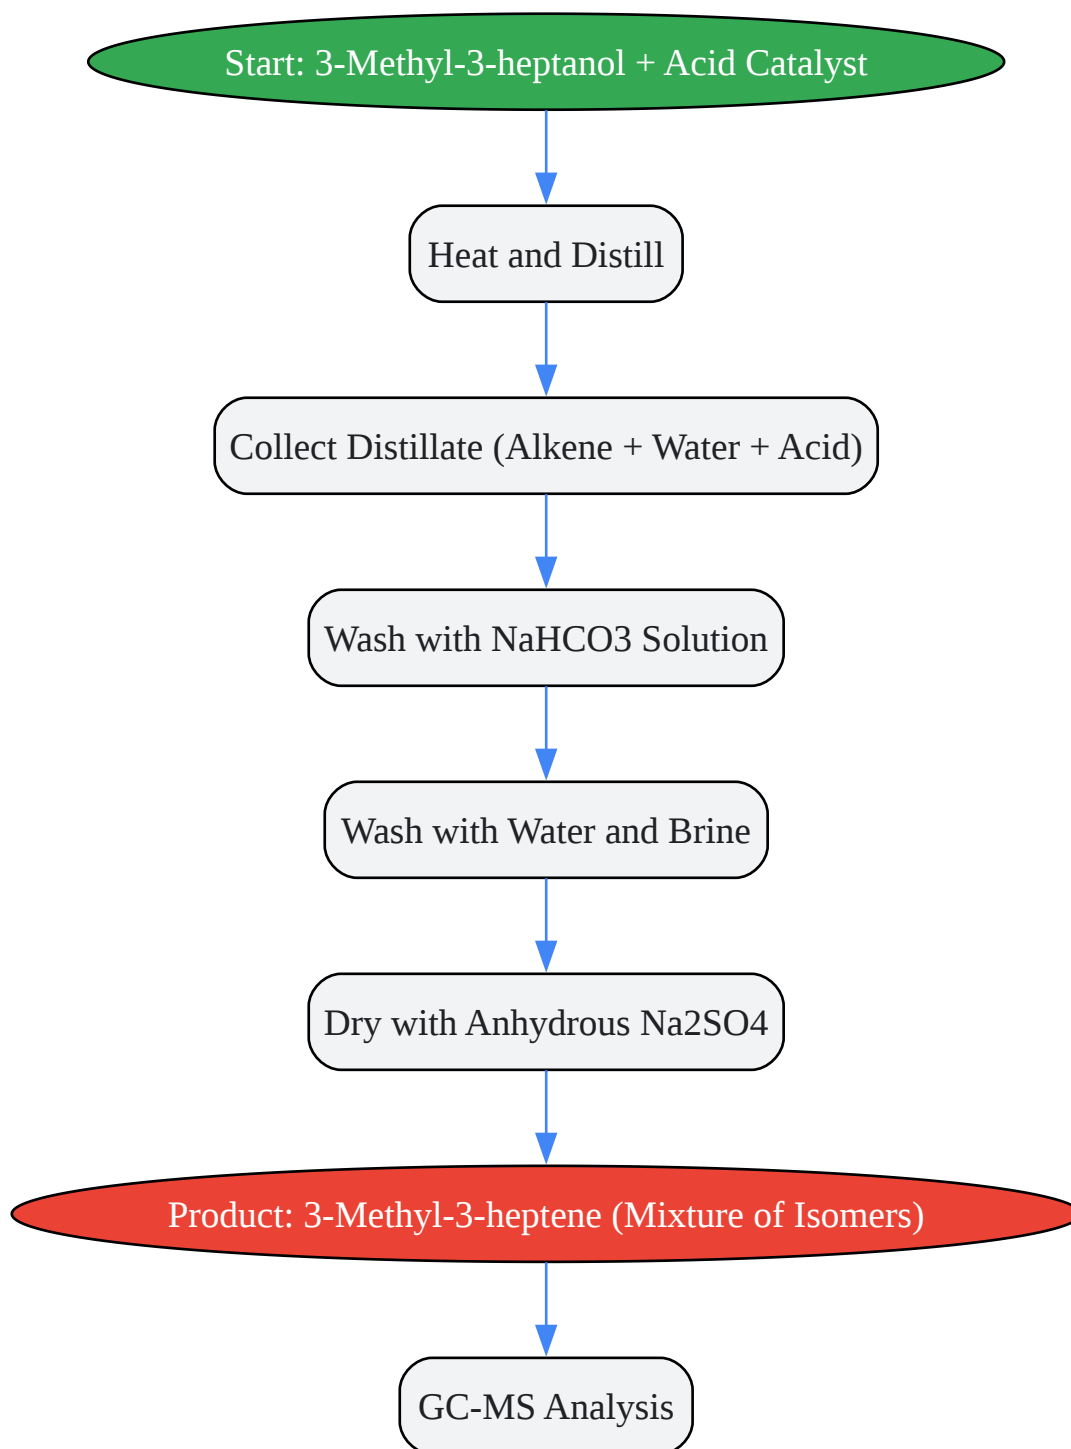 Start: 3-Methyl-3-heptanol + Acid Catalyst
Heat and Distill
Collect Distillate (Alkene + Water + Acid)
Wash with NaHCO3 Solution
Wash with Water and Brine
Dry with Anhydrous Na2SO4
Product: 3-Methyl-3-heptene (Mixture of Isomers)
GC-MS Analysis